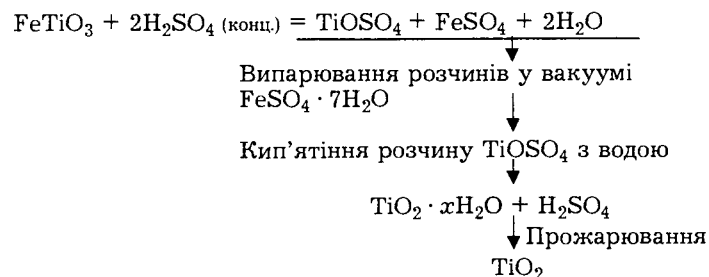 FeTiO₃ + 2H₂SO₄ (конц.) = TiOSO₄ + FeSO₄ + 2H₂O
Випарювання розчинів у вакуумі
FeSO₄ · 7H₂O
Кип’ятіння розчину TiOSO₄ з водою
TiO₂ · xH₂O + H₂SO₄
Прожарювання
TiO₂